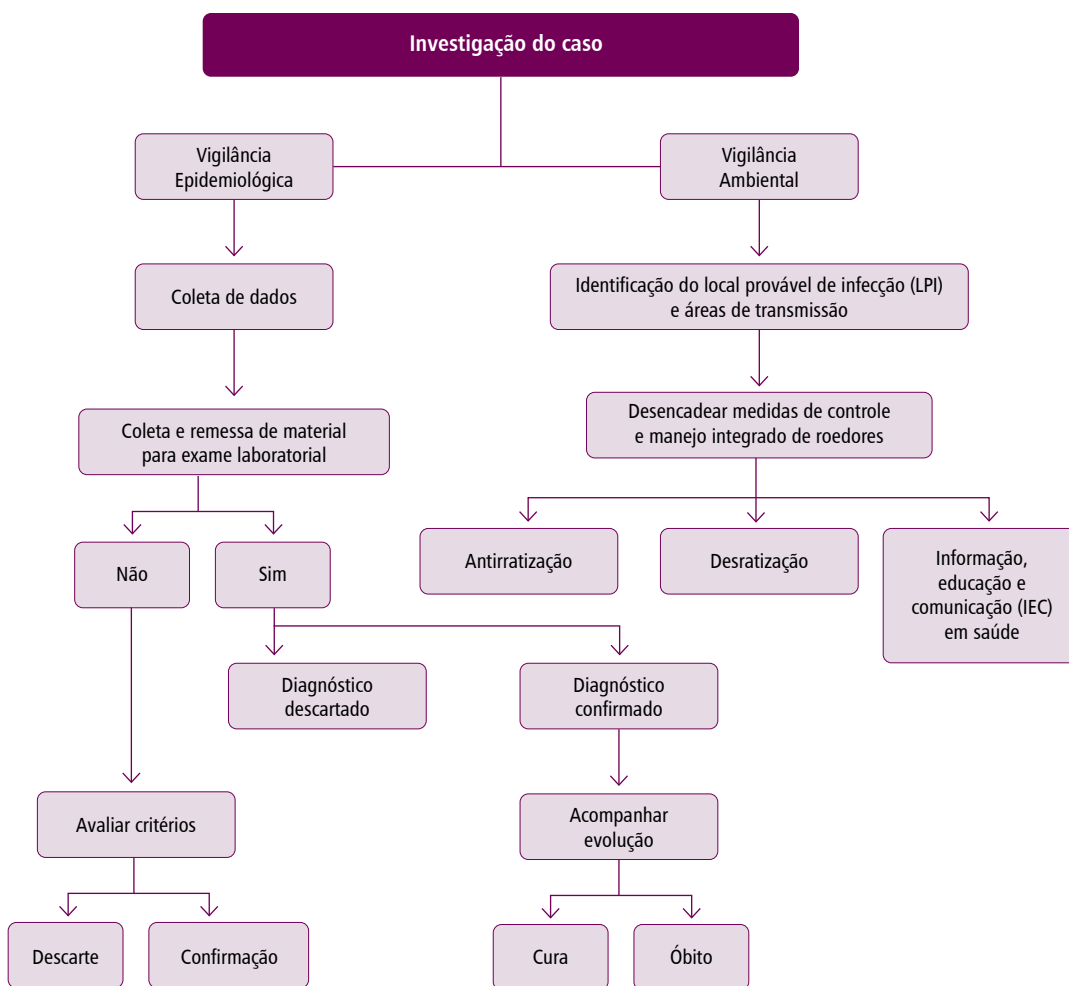 Investigação do caso
Vigilância
Epidemiológica
Vigilância
Ambiental
Coleta de dados
Identificação do local provável de infecção (LPI)
e áreas de transmissão
Coleta e remessa de material
para exame laboratorial
Desencadear medidas de controle
e manejo integrado de roedores
Não
Sim
Antirratização
Desratização
Informação,
educação e
comunicação (IEC)
em saúde
Diagnóstico
descartado
Diagnóstico
confirmado
Avaliar critérios
Acompanhar
evolução
Descarte
Confirmação
Cura
Óbito